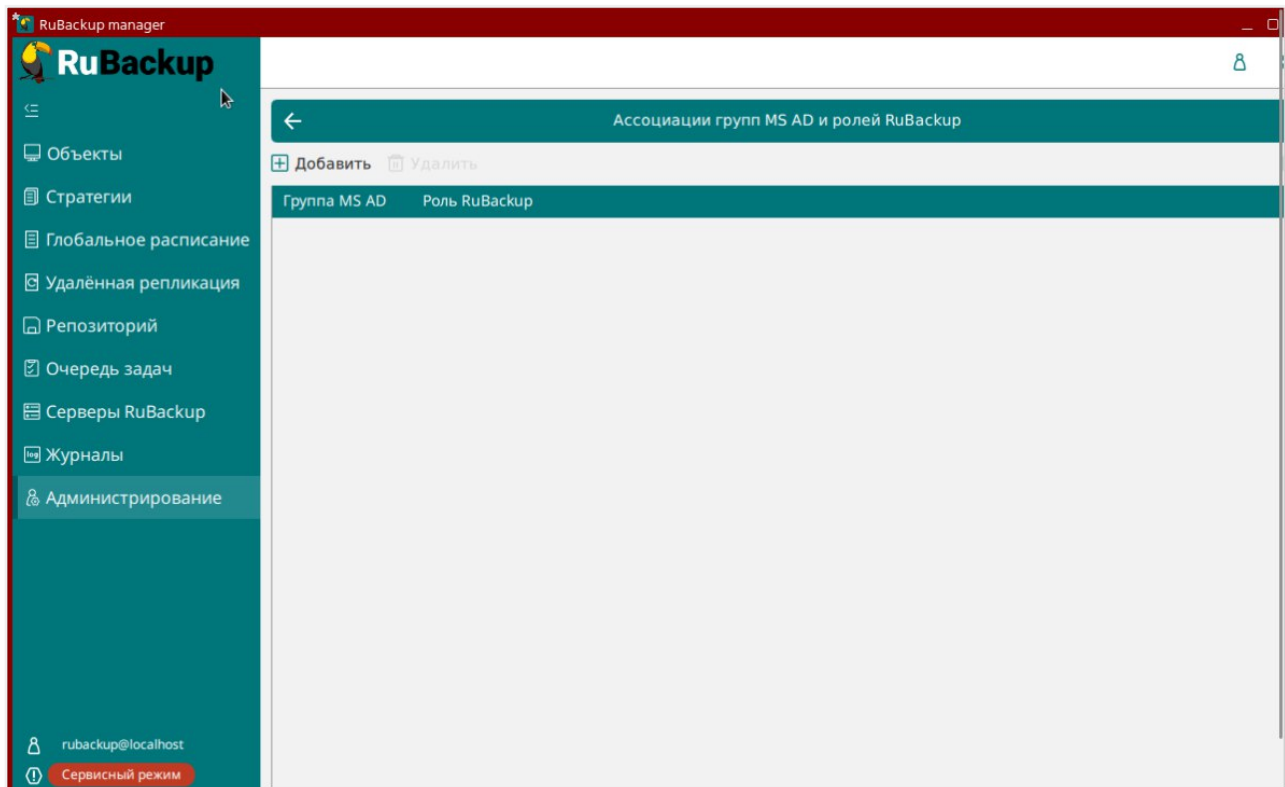 RuBackup manager
RuBackup
Объекты
Стратегии
Глобальное расписание
Удалённая репликация
Репозиторий
Очередь задач
Серверы RuBackup
log Журналы
Администрирование
rubackup@localhost
Сервисный режим
Ассоциации групп MS AD и ролей RuBackup
Добавить Удалить
Группа MS AD Роль RuBackup